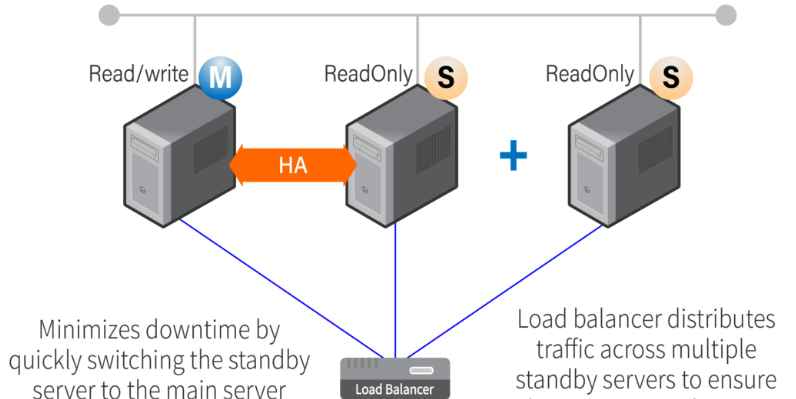 Read/write M
ReadOnly S
ReadOnly S
HA
+
Minimizes downtime by
quickly switching the standby
server to the main server
Load balancer distributes
traffic across multiple
standby servers to ensure
Load Balancer